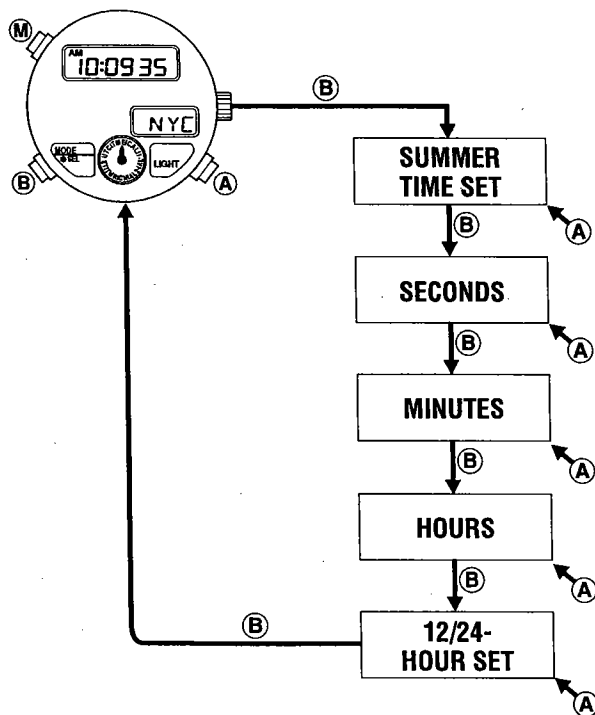 M
AM
10:09 35
NYC
MODE
SEL
LIGHT
B
A
B
SUMMER
TIME SET
A
B
SECONDS
A
B
MINUTES
A
B
HOURS
A
B
12/24-
HOUR SET
A
B